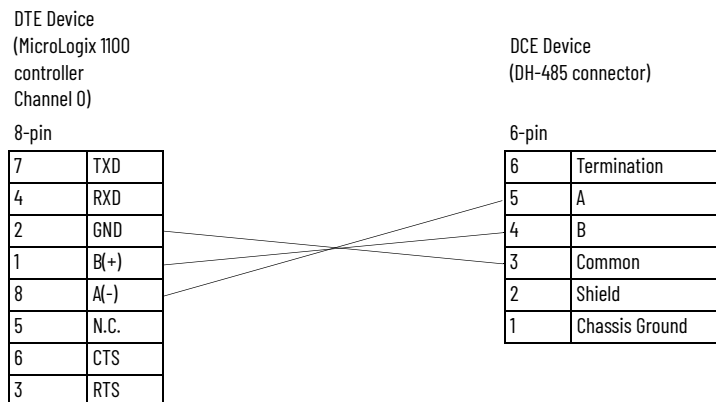 DTE Device
(MicroLogix 1100
controller
Channel 0)
8-pin
7 TXD
4 RXD
2 GND
1 B(+)
8 A(-)
5 N.C.
6 CTS
3 RTS
DCE Device
(DH-485 connector)
6-pin
6 Termination
5 A
4 B
3 Common
2 Shield
1 Chassis Ground